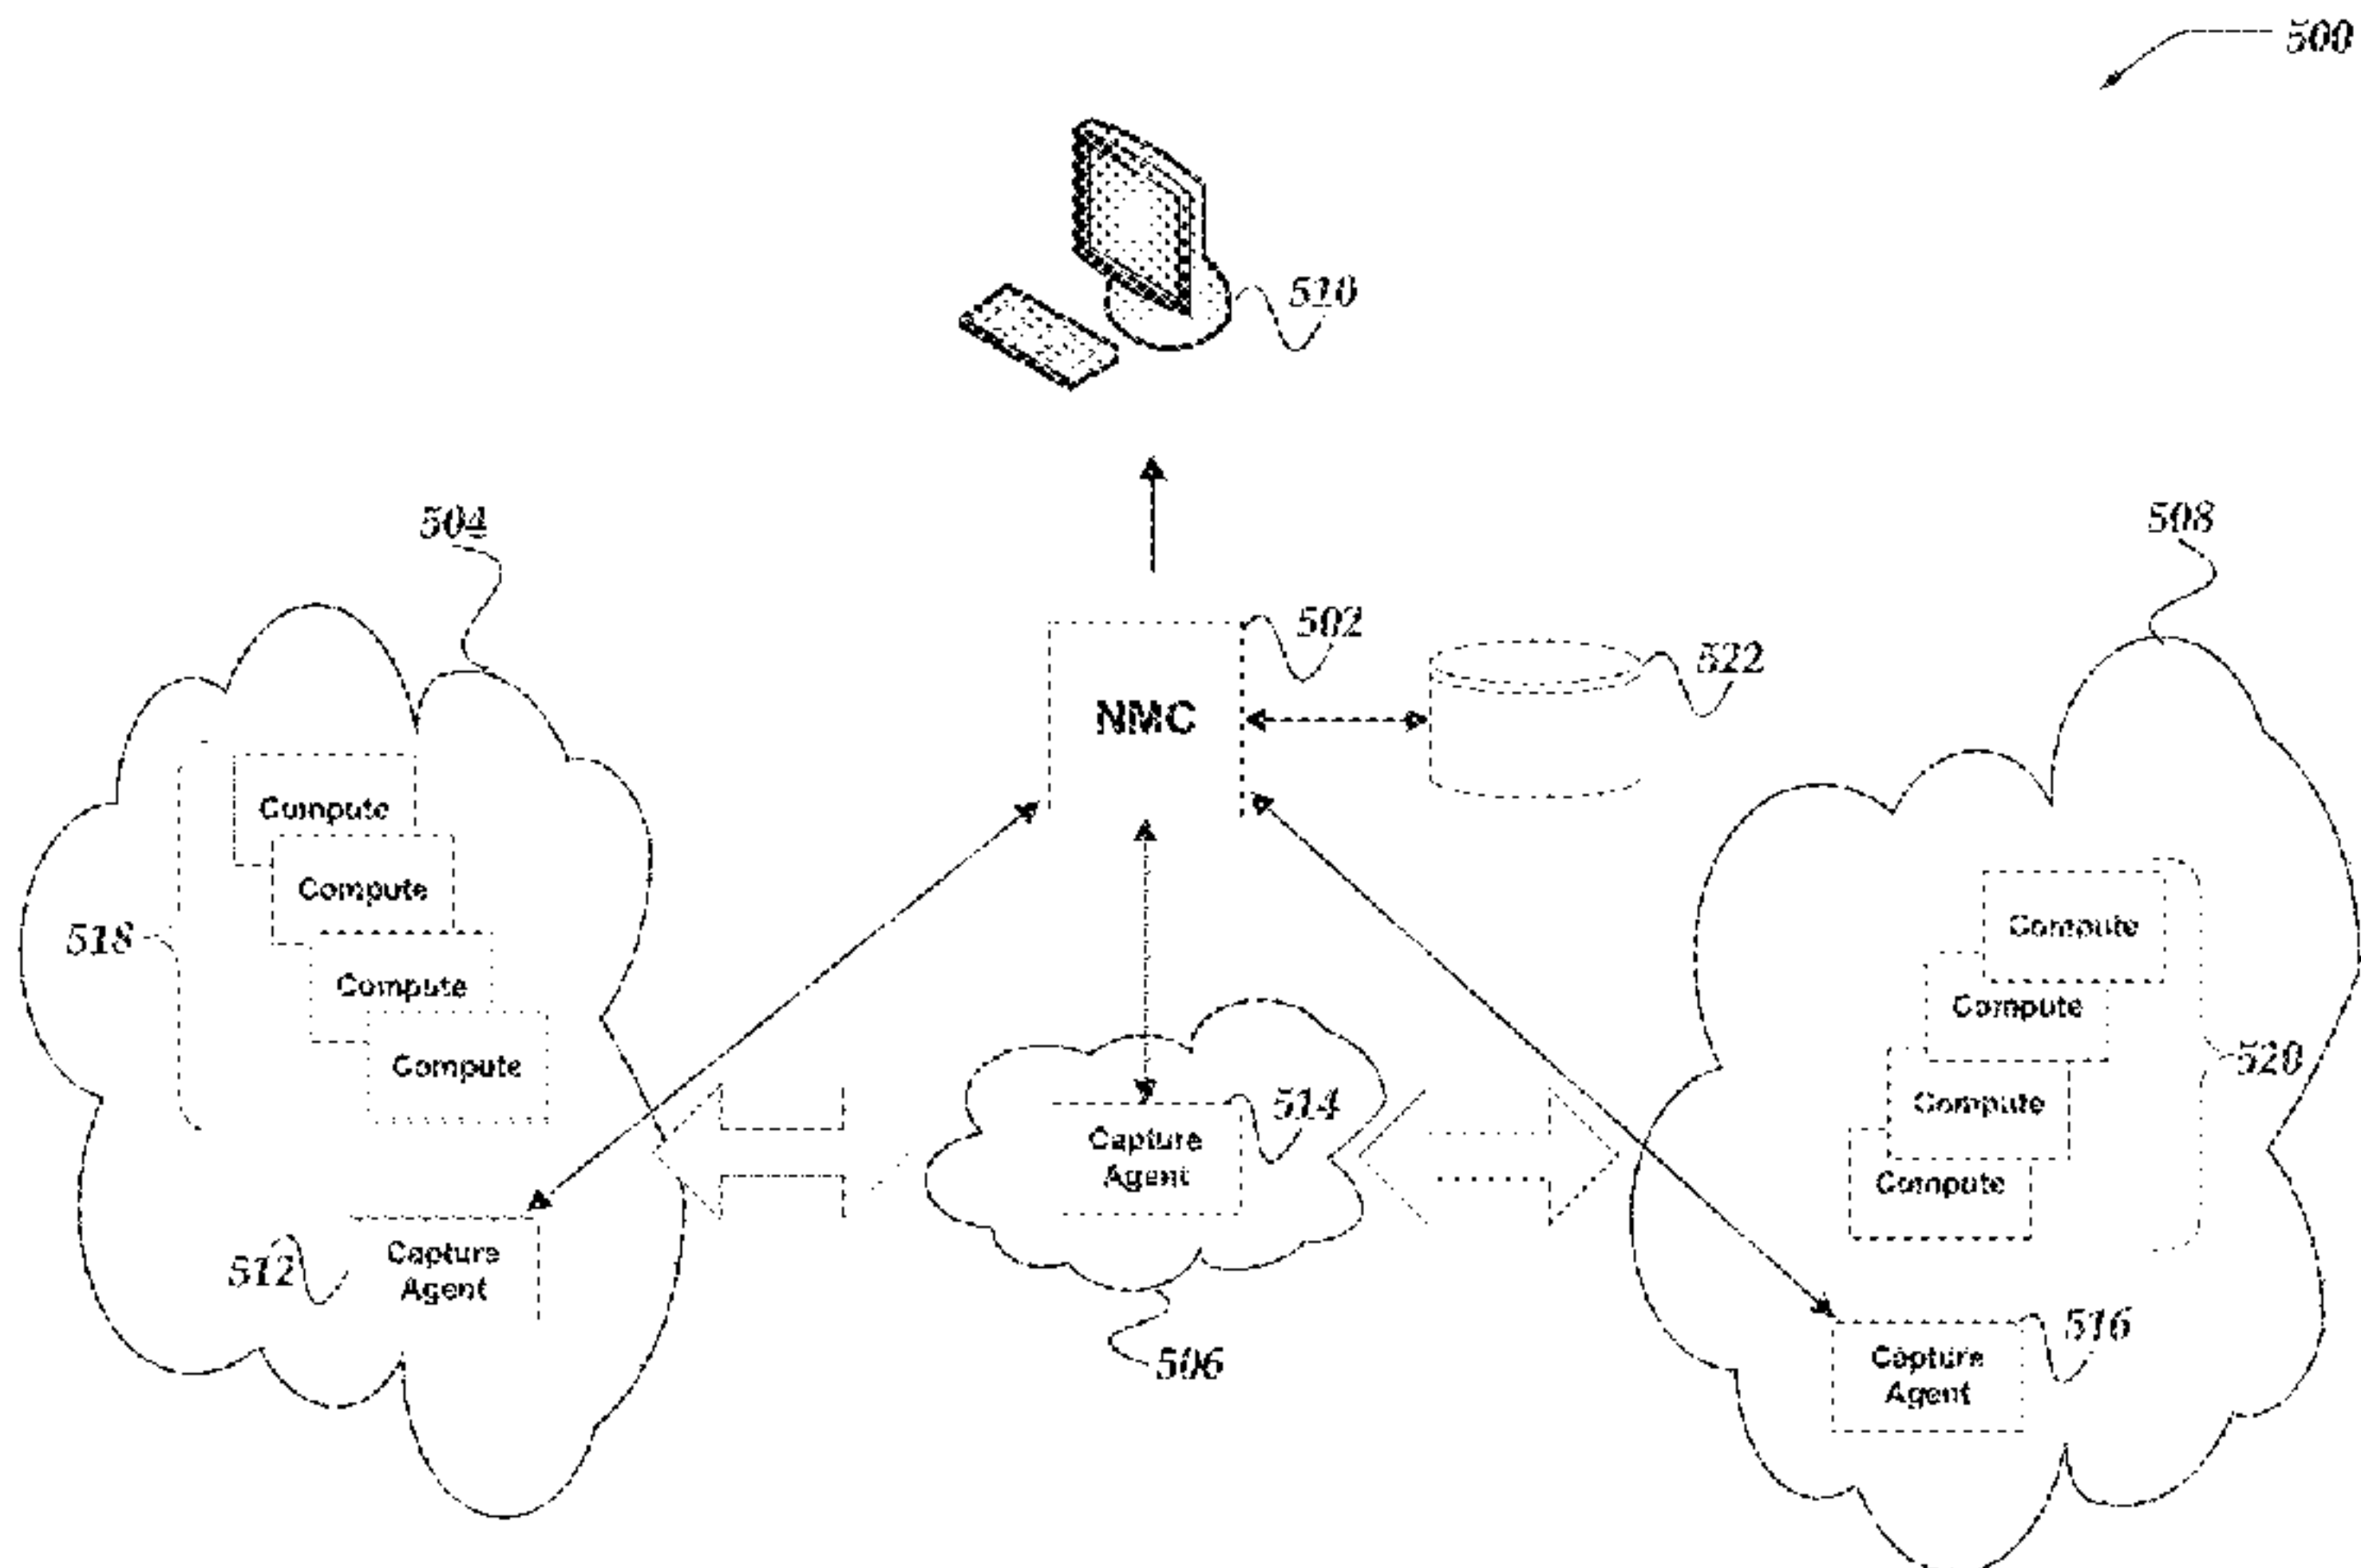 500
510
504
508
502
522
NMC
Compute
Compute
Compute
Compute
518
Compute
Compute
Compute
Compute
520
514
Capture
Agent
512
Capture
Agent
506
516
Capture
Agent